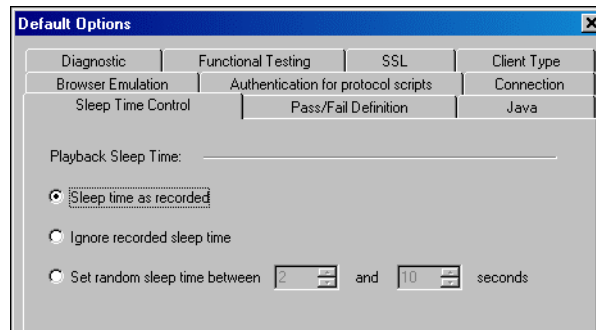 Default Options
Diagnostic Functional Testing SSL Client Type
Browser Emulation Authentication for protocol scripts Connection
Sleep Time Control Pass/Fail Definition Java
Playback Sleep Time:
Sleep time as recorded
Ignore recorded sleep time
Set random sleep time between 2 and 10 seconds